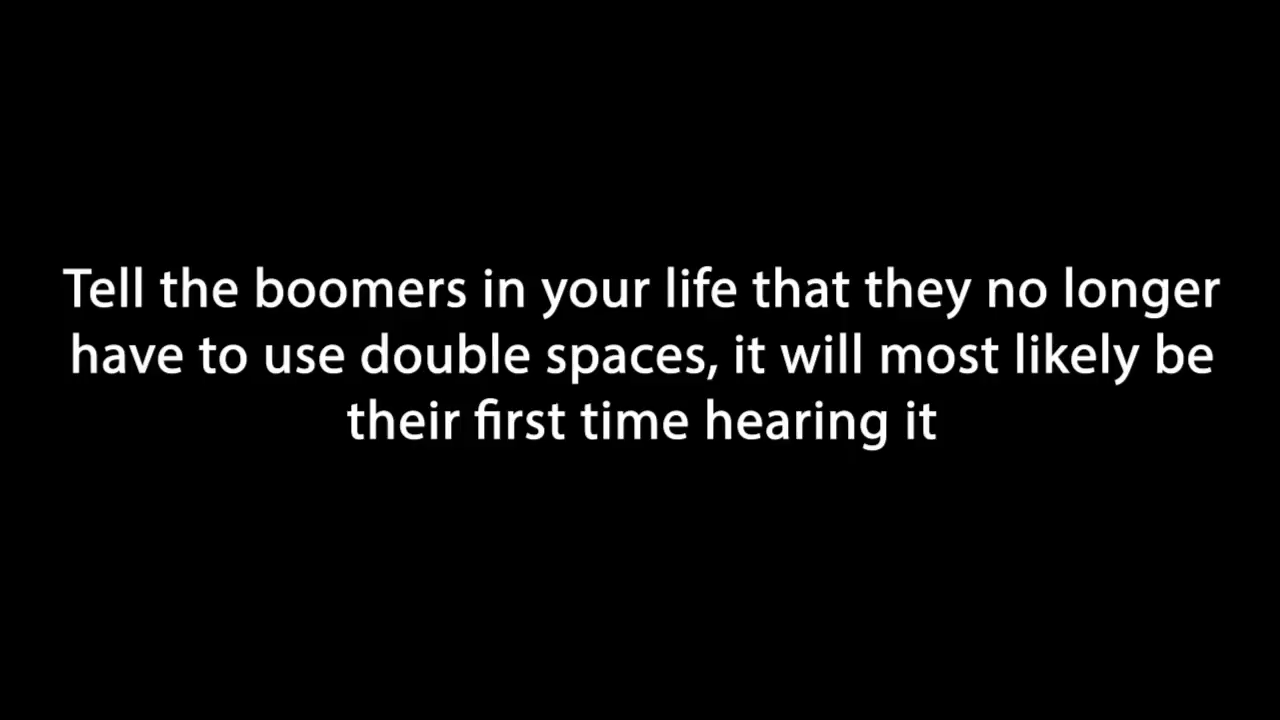 Tell the boomers in your life that they no longer
have to use double spaces, it will most likely be
their first time hearing it